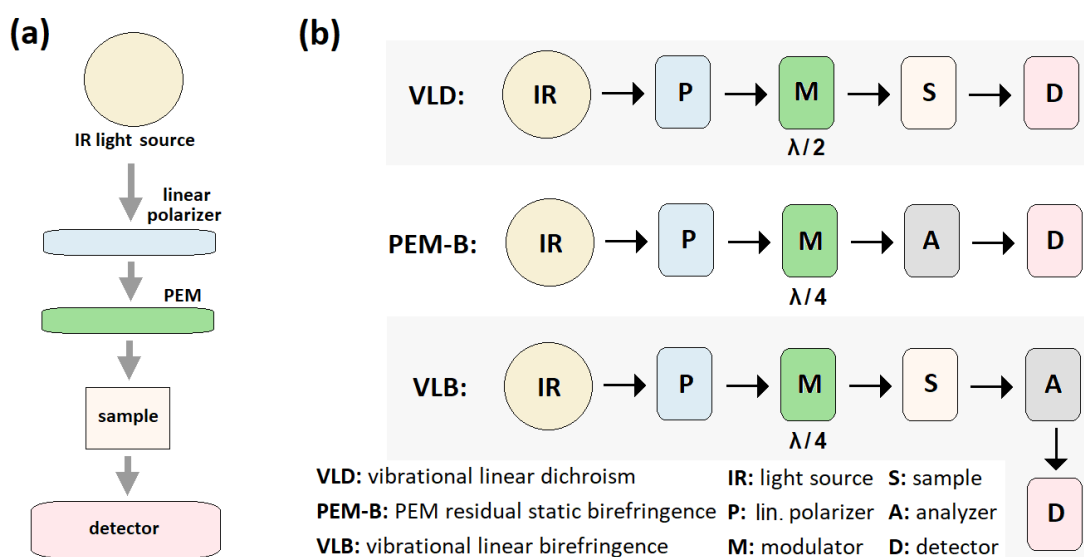 (a)
IR light source
linear
polarizer
PEM
sample
detector
(b)
VLD: IR P M S D
λ/2
PEM-B: IR P M A D
λ/4
VLB: IR P M S A
λ/4
D
VLD: vibrational linear dichroism
PEM-B: PEM residual static birefringence
VLB: vibrational linear birefringence
IR: light source S: sample
P: lin. polarizer A: analyzer
M: modulator D: detector